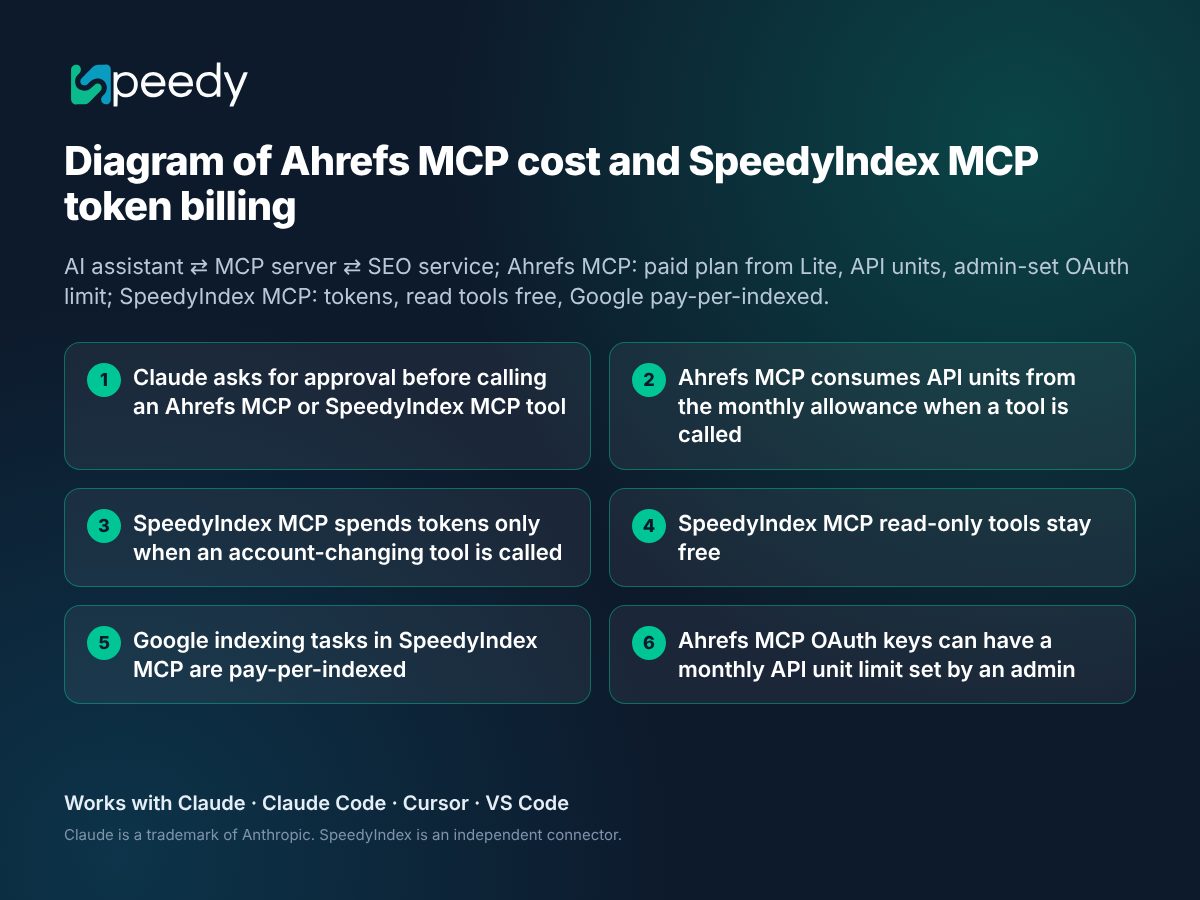 Speedy
Diagram of Ahrefs MCP cost and SpeedyIndex MCP
token billing
AI assistant ⇄ MCP server ⇄ SEO service; Ahrefs MCP: paid plan from Lite, API units, admin-set OAuth
limit; SpeedyIndex MCP: tokens, read tools free, Google pay-per-indexed.
1
Claude asks for approval before calling
an Ahrefs MCP or SpeedyIndex MCP tool
2
Ahrefs MCP consumes API units from
the monthly allowance when a tool is
called
3
SpeedyIndex MCP spends tokens only
when an account-changing tool is called
4
SpeedyIndex MCP read-only tools stay
free
5
Google indexing tasks in SpeedyIndex
MCP are pay-per-indexed
6
Ahrefs MCP OAuth keys can have a
monthly API unit limit set by an admin
Works with Claude · Claude Code · Cursor · VS Code
Claude is a trademark of Anthropic. SpeedyIndex is an independent connector.